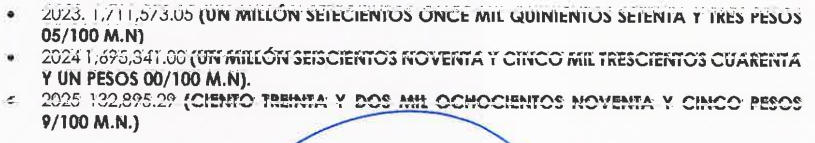 • 2023. 1,711,573.05 (UN MILLÓN SETECIENTOS ONCE MIL QUINIENTOS SETENTA Y TRES PESOS
05/100 M.N)
• 2024 1,695,341.00 (UN MILLÓN SEISCIENTOS NOVENTA Y CINCO MIL TRESCIENTOS CUARENTA
Y UN PESOS 00/100 M.N).
• 2025 132,895.29 (CIENTO TREINTA Y DOS MIL OCHOCIENTOS NOVENTA Y CINCO PESOS
9/100 M.N.)